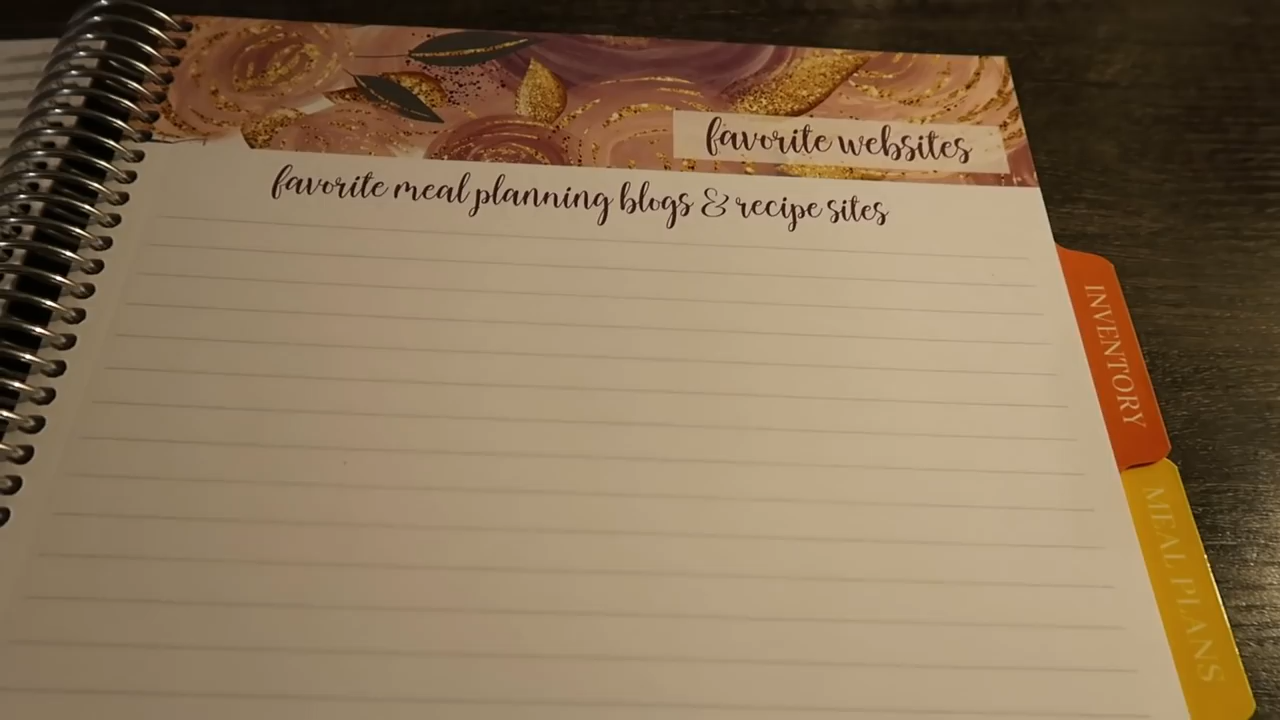 favorite websites
favorite meal planning blogs & recipe sites
INVENTORY
MEAL PLANS